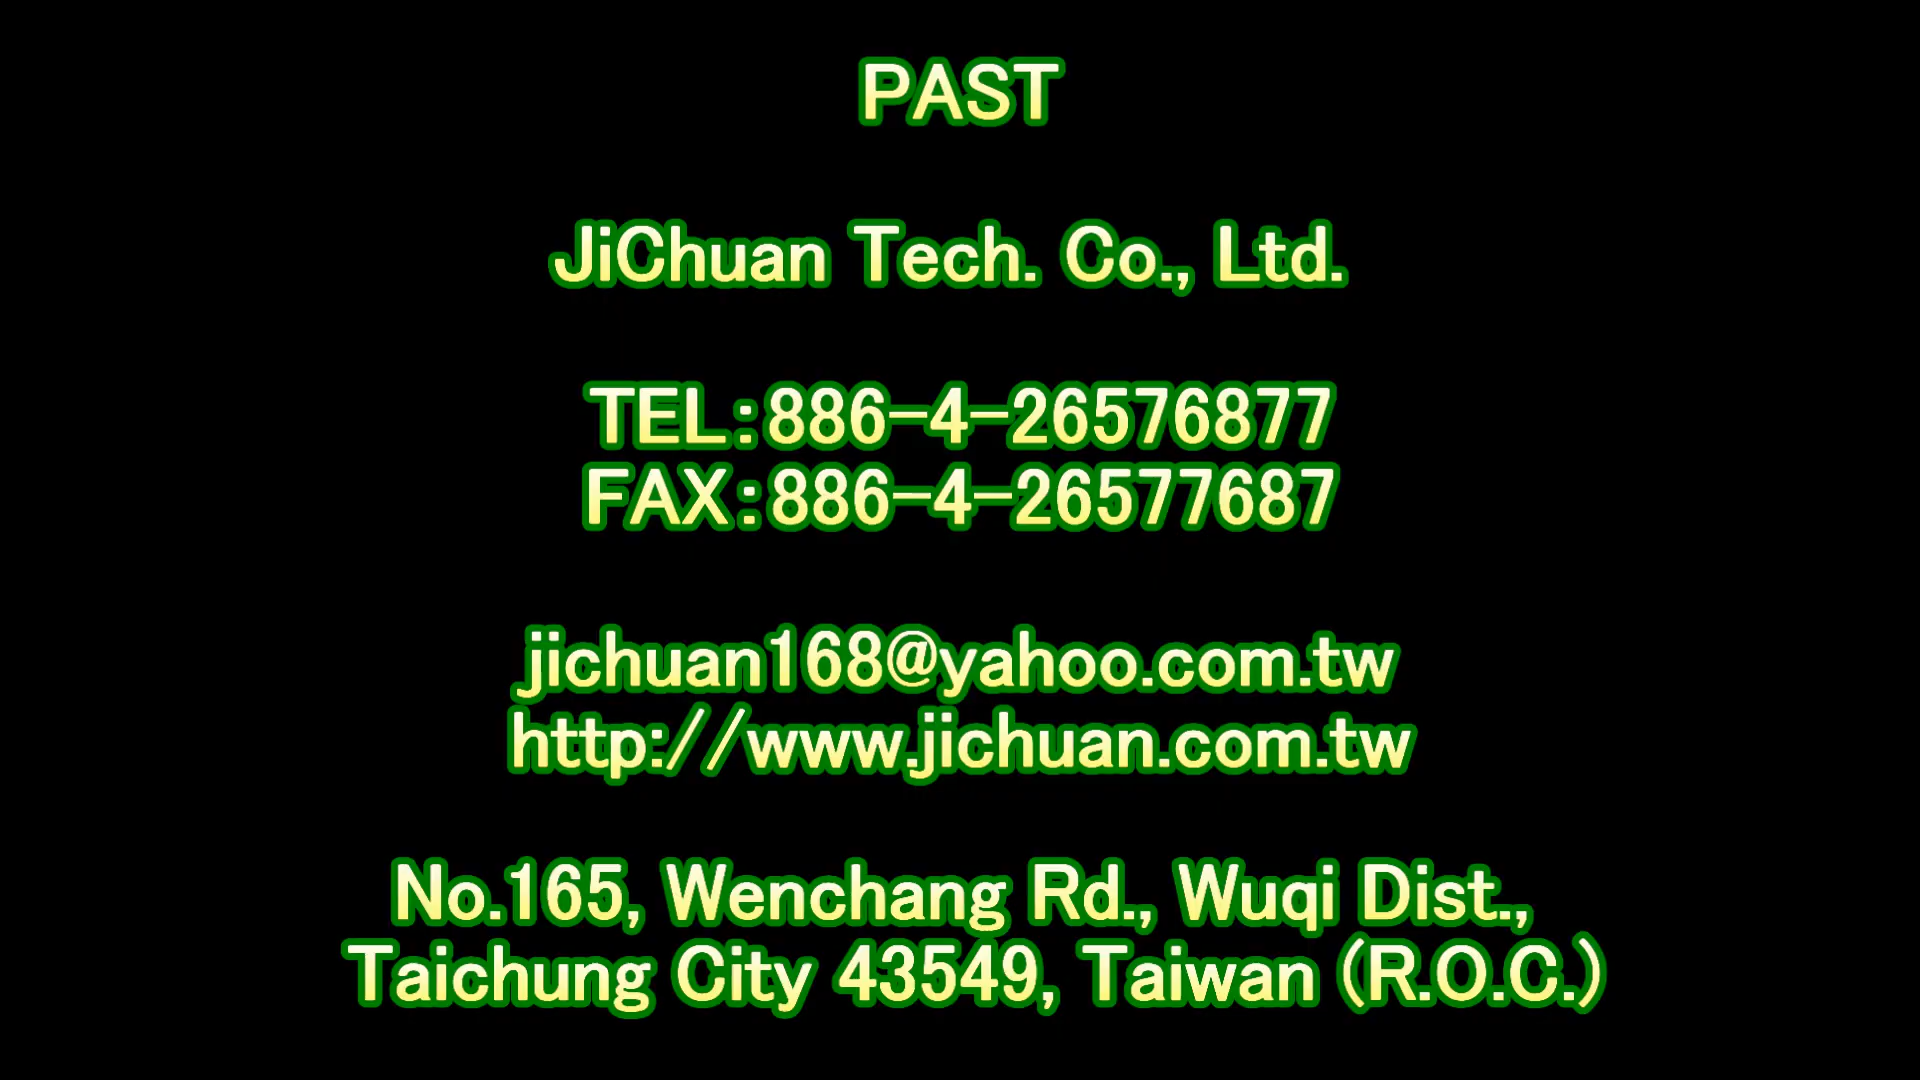 PAST
JiChuan Tech. Co., Ltd.
TEL:886-4-26576877
FAX:886-4-26577687
jichuan168@yahoo.com.tw
http://www.jichuan.com.tw
No.165, Wenchang Rd., Wuqi Dist.,
Taichung City 43549, Taiwan (R.O.C.)